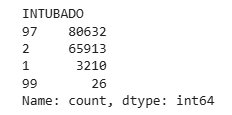 INTUBADO
97    80632
2     65913
1      3210
99       26
Name: count, dtype: int64